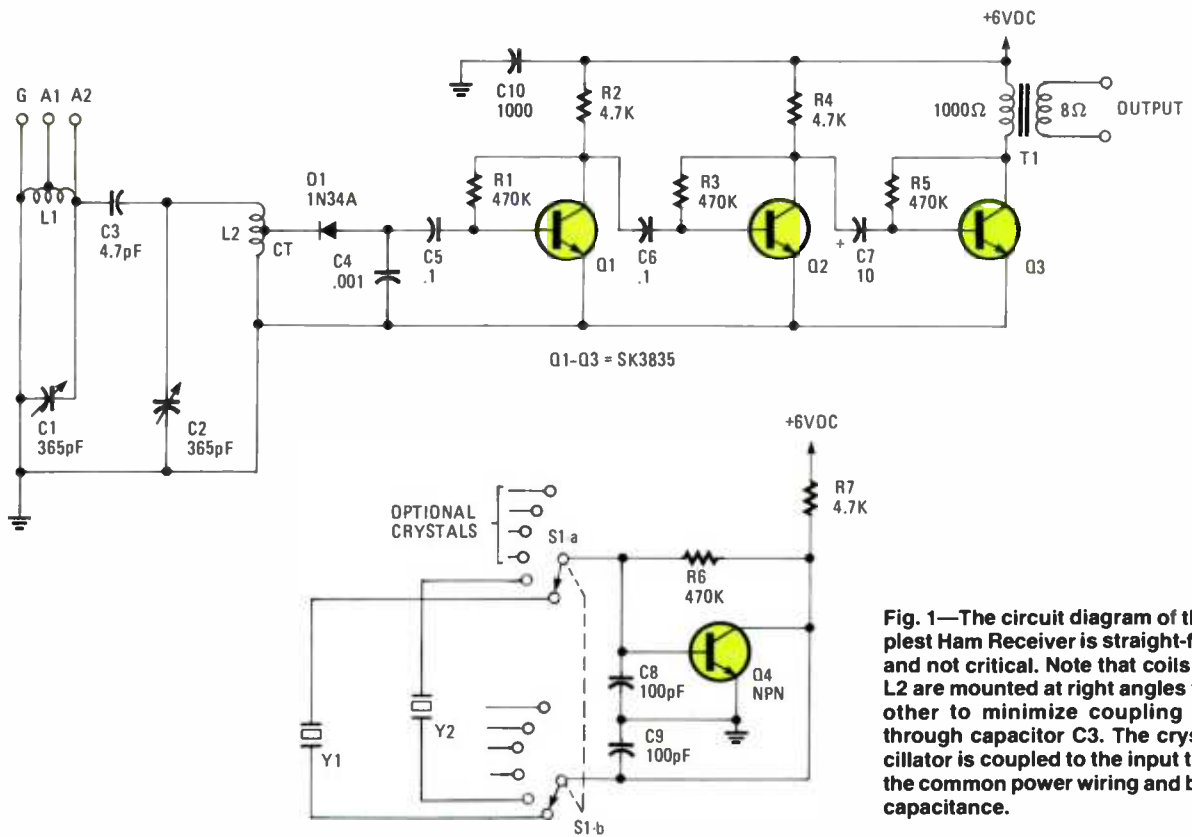 +6VDC
G A1 A2
C10
1000
R2
4.7K
R4
4.7K
1000Ω
8Ω
OUTPUT
T1
L1
C3
4.7pF
D1
1N34A
R1
470K
R3
470K
R5
470K
L2
CT
C4
.001
C5
.1
Q1
C6
.1
Q2
+
C7
10
Q3
Q1-Q3 = SK3835
C1
365pF
C2
365pF
+6VDC
R7
4.7K
OPTIONAL
CRYSTALS
S1-a
R6
470K
Q4
NPN
C8
100pF
C9
100pF
Y1
Y2
S1-b
Fig. 1—The circuit diagram of
plest Ham Receiver is straight-
and not critical. Note that coils
L2 are mounted at right angles
other to minimize coupling
through capacitor C3. The
cillator is coupled to the input
the common power wiring and
capacitance.